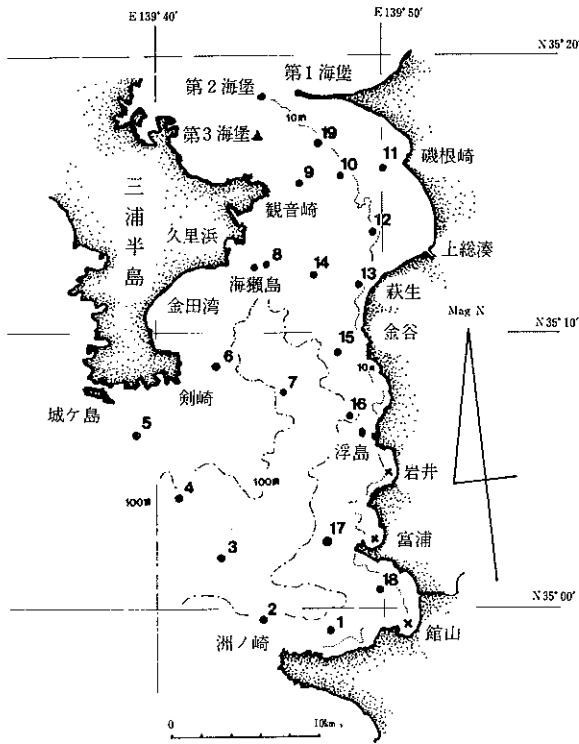 E 139° 40′
E 139° 50′
N 35° 20′
第2海堡
第1海堡
10m
第3海堡
19
11
磯根崎
10
9
三浦半島
観音崎
久里浜
12
上総湊
8
海獺島
14
13
萩生
金田湾
Mag N
金谷
N 35° 10′
15
6
10m
剣崎
7
城ケ島
16
5
浮島
岩井
100m
4
100m
17
富浦
3
18
N 35° 00′
2
1
洲ノ崎
館山
0
10km